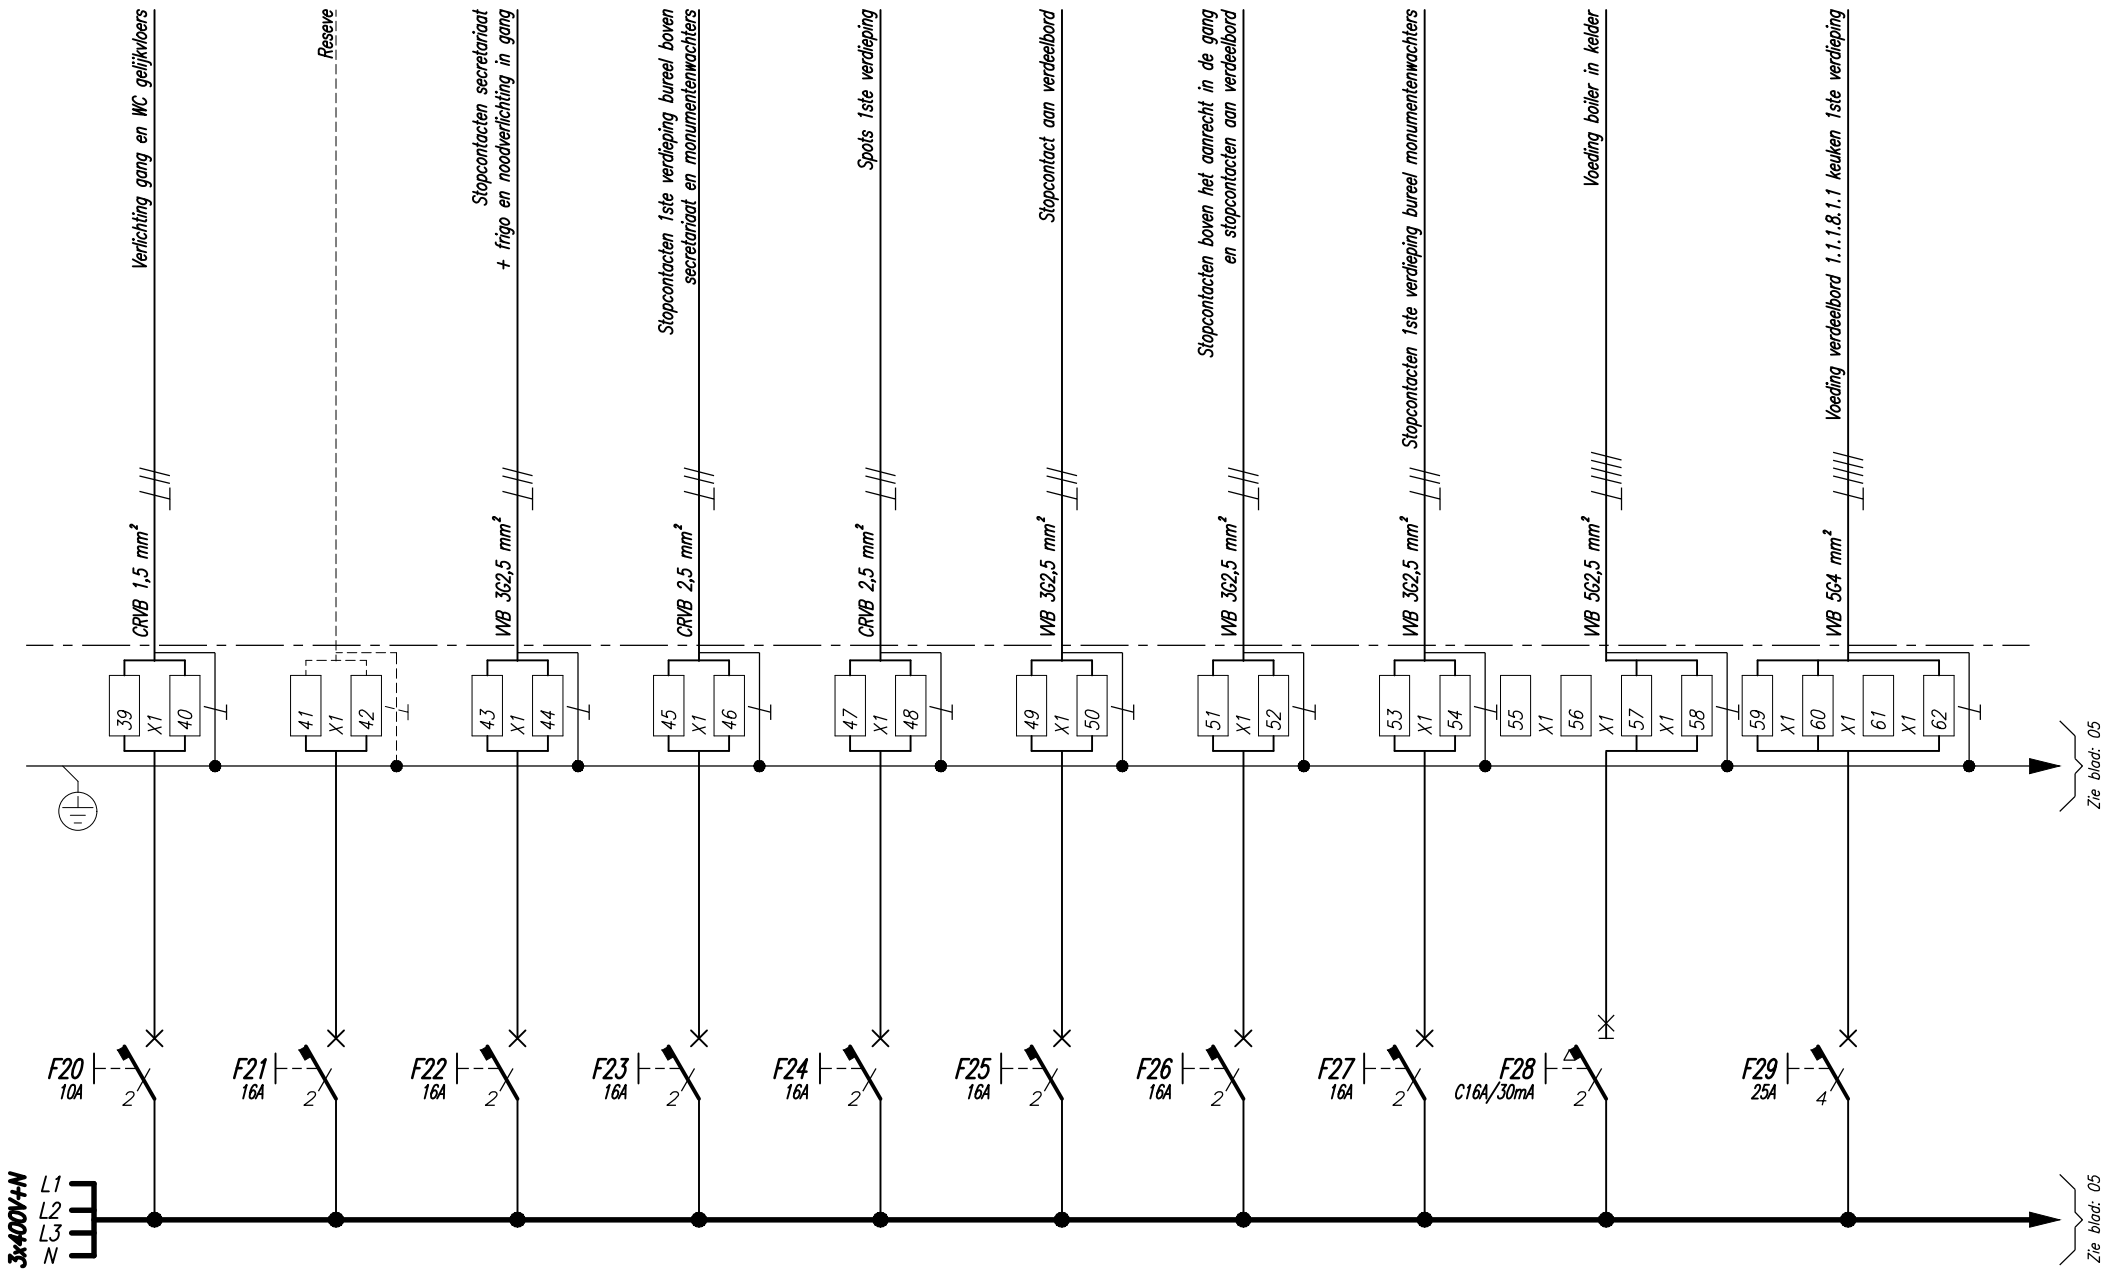 Verlichting gang en WC gelijkvloers
Reseve
Stopcontacten secretariaat
+ frigo en noodverlichting in gang
Stopcontacten 1ste verdieping bureel boven
secretariaat en monumentenwachters
Spots 1ste verdieping
Stopcontact aan verdeelbord
Stopcontacten boven het aanrecht in de gang
en stopcontacten aan verdeelbord
Stopcontacten 1ste verdieping bureel monumentenwachters
Voeding boiler in kelder
Voeding verdeelbord 1.1.1.8.1.1 keuken 1ste verdieping
CRVB 1,5 mm²
VVB 3G2,5 mm²
CRVB 2,5 mm²
CRVB 2,5 mm²
VVB 3G2,5 mm²
VVB 3G2,5 mm²
VVB 3G2,5 mm²
VVB 5G2,5 mm²
VVB 5G4 mm²
39 X1 40
41 X1 42
43 X1 44
45 X1 46
47 X1 48
49 X1 50
51 X1 52
53 X1 54
55 X1 56 X1 57 X1 58
59 X1 60 X1 61 X1 62
Zie blad: 05
F20
10A
2
F21
16A
2
F22
16A
2
F23
16A
2
F24
16A
2
F25
16A
2
F26
16A
2
F27
16A
2
F28
C16A/30mA
2
F29
25A
4
3x400V+N
L1
L2
L3
N
Zie blad: 05